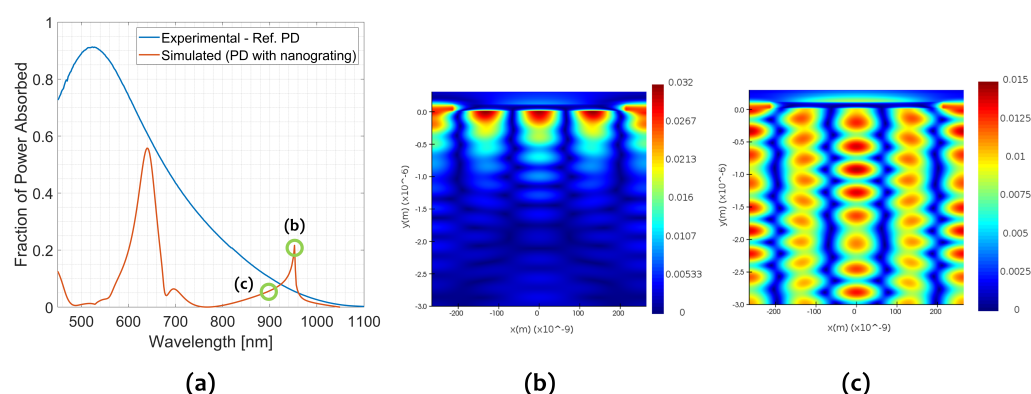 1
0.8
0.6
0.4
0.2
0
Fraction of Power Absorbed
Experimental - Ref. PD
Simulated (PD with nanograting)
(b)
(c)
500 600 700 800 900 1000 1100
Wavelength [nm]
(a)
0.0
-0.5
-1.0
-1.5
-2.0
-2.5
-3.0
y(m) (x10^-6)
-200 -100 0 100 200
x(m) (x10^-9)
0.032
0.0267
0.0213
0.016
0.0107
0.00533
0
(b)
0.0
-0.5
-1.0
-1.5
-2.0
-2.5
-3.0
y(m) (x10^-6)
-200 -100 0 100 200
x(m) (x10^-9)
0.015
0.0125
0.01
0.0075
0.005
0.0025
0
(c)